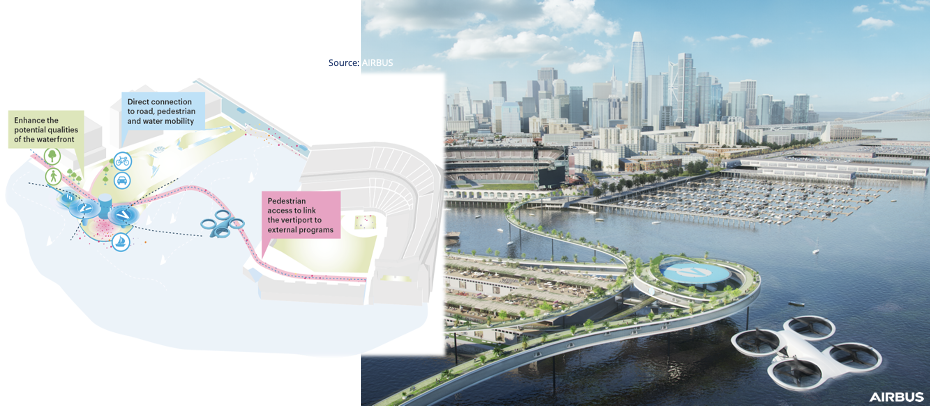 Source: AIRBUS
Direct connection
to road, pedestrian
and water mobility
Enhance the
potential qualities
of the waterfront
Pedestrian
access to link
the vertiport to
external programs
AIRBUS